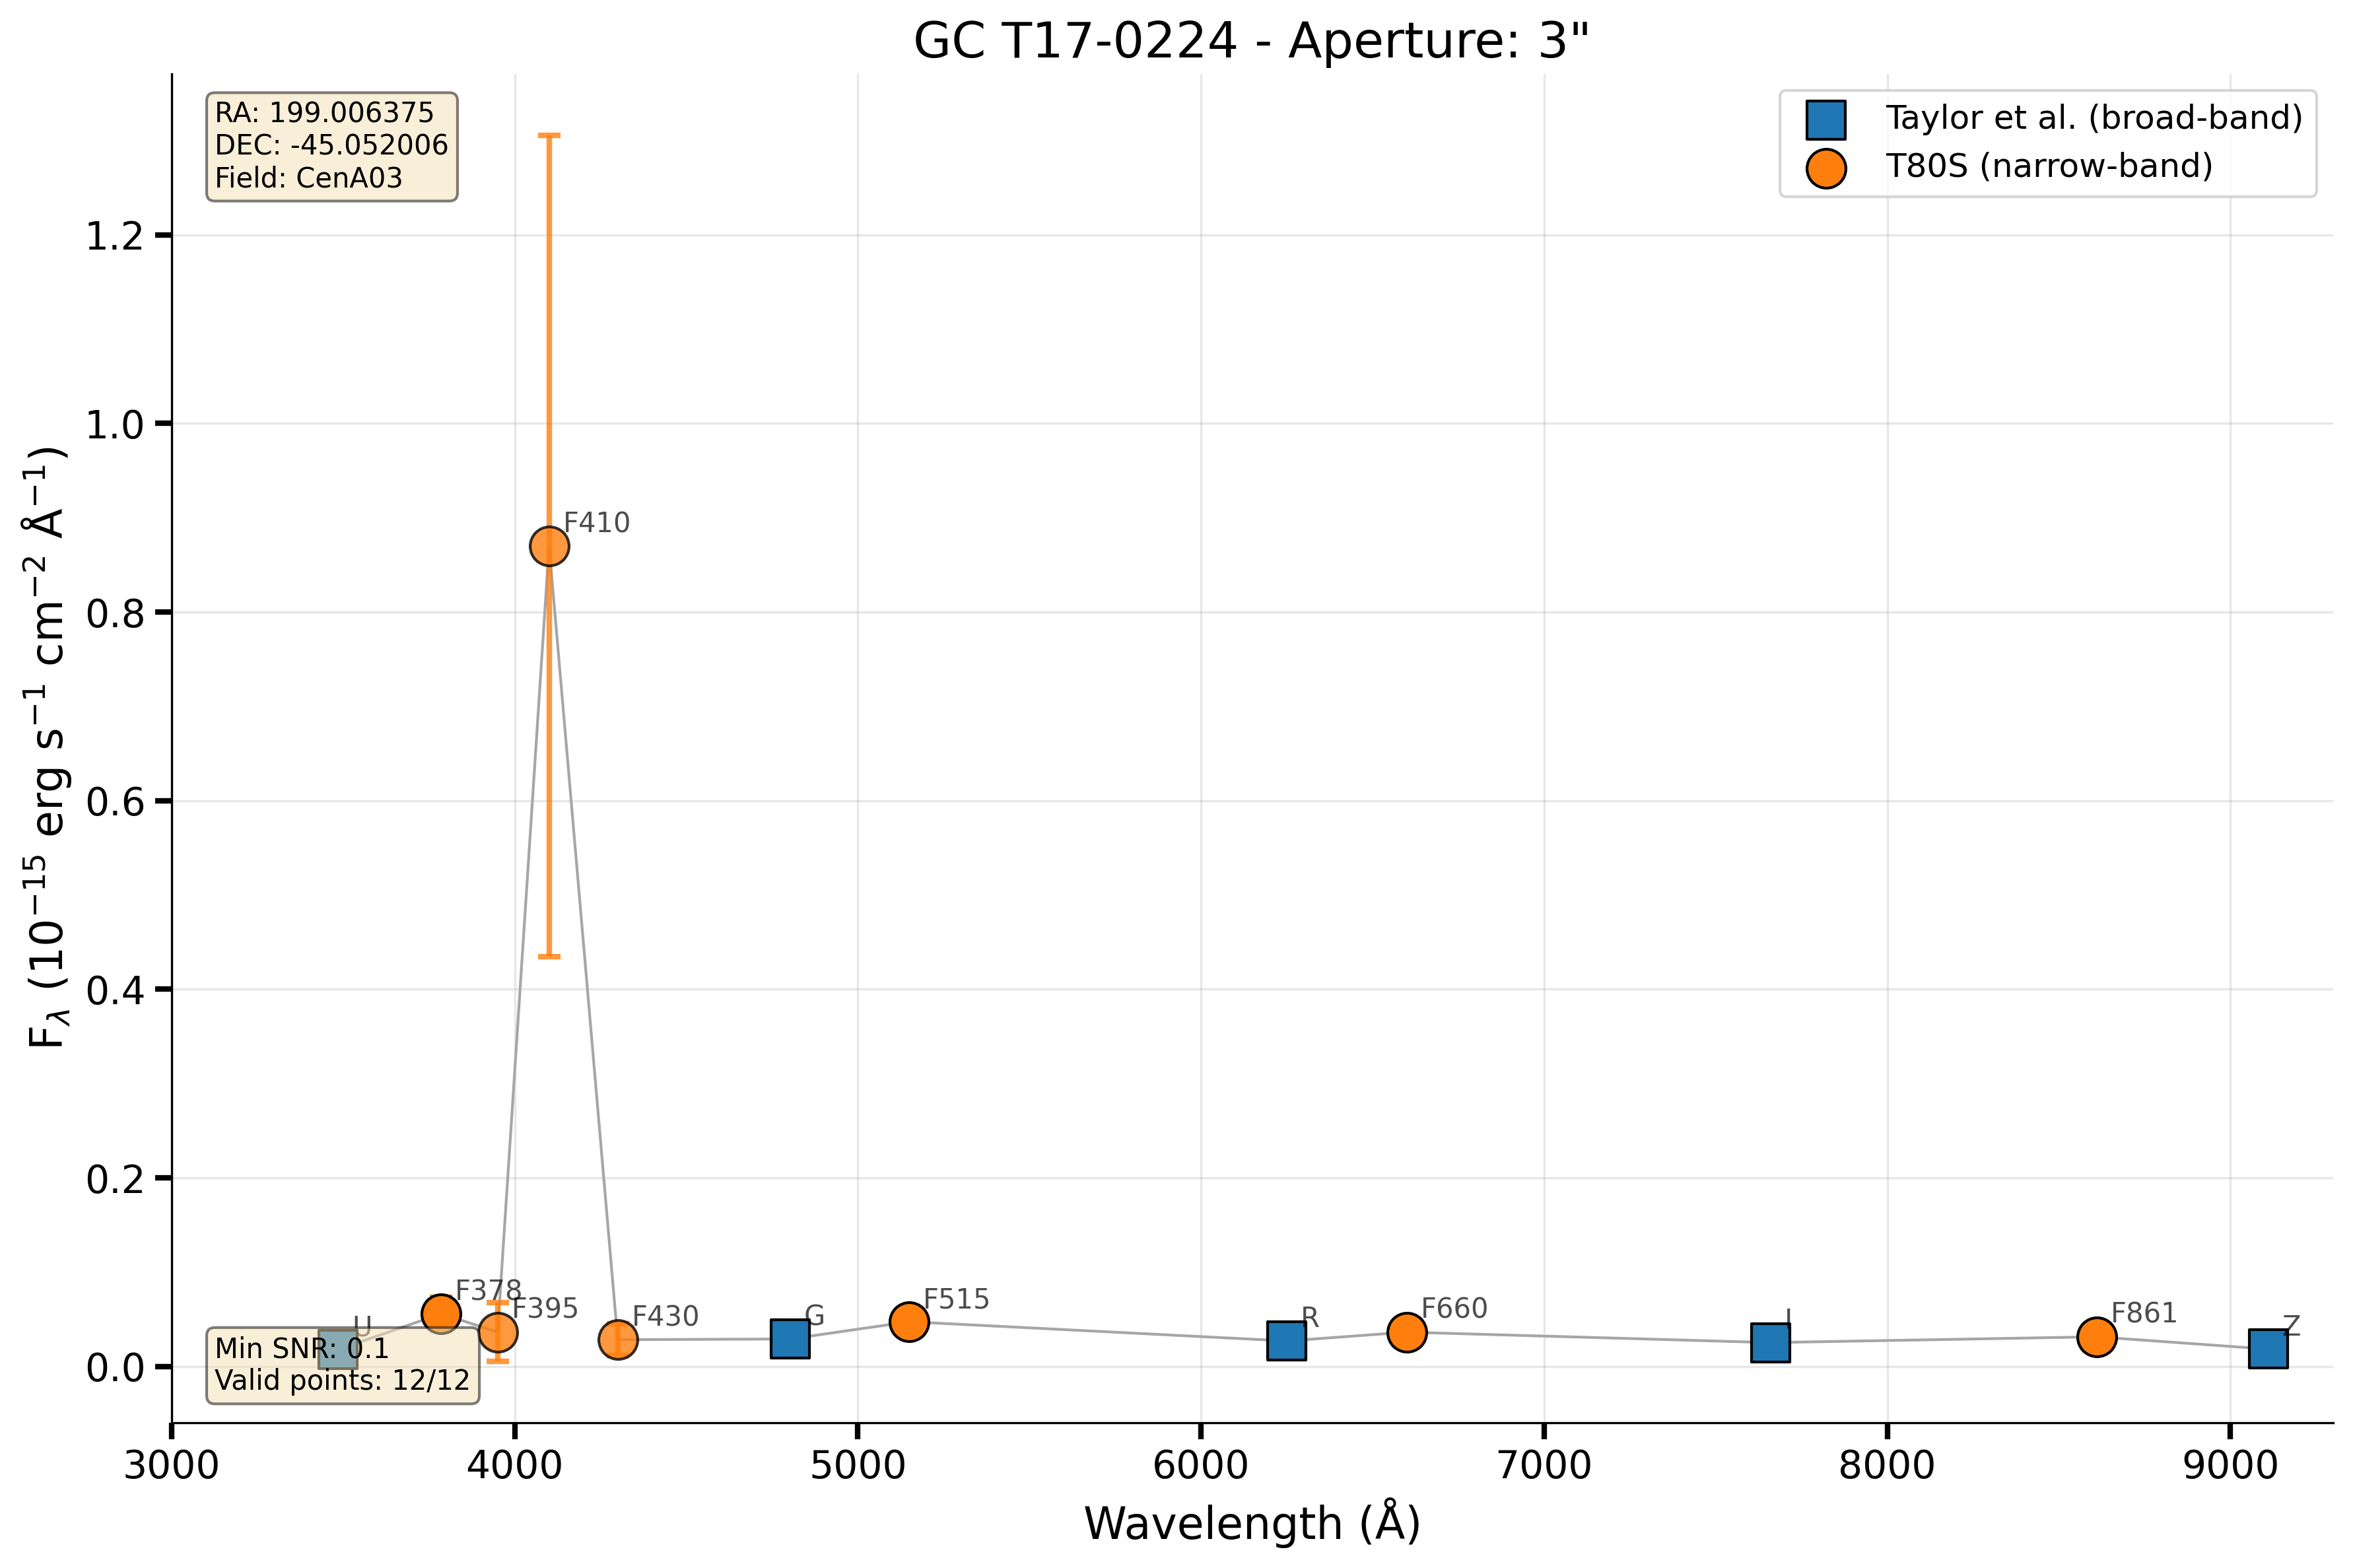 GC T17-0224 - Aperture: 3"
RA: 199.006375
DEC: -45.052006
Field: CenA03
Taylor et al. (broad-band)
T80S (narrow-band)
F_λ (10⁻¹⁵ erg s⁻¹ cm⁻² Å⁻¹)
1.2
1.0
0.8
0.6
0.4
0.2
0.0
F410
U
F378
F395
F430
G
F515
R
F660
I
F861
Z
Min SNR: 0.1
Valid points: 12/12
3000 4000 5000 6000 7000 8000 9000
Wavelength (Å)